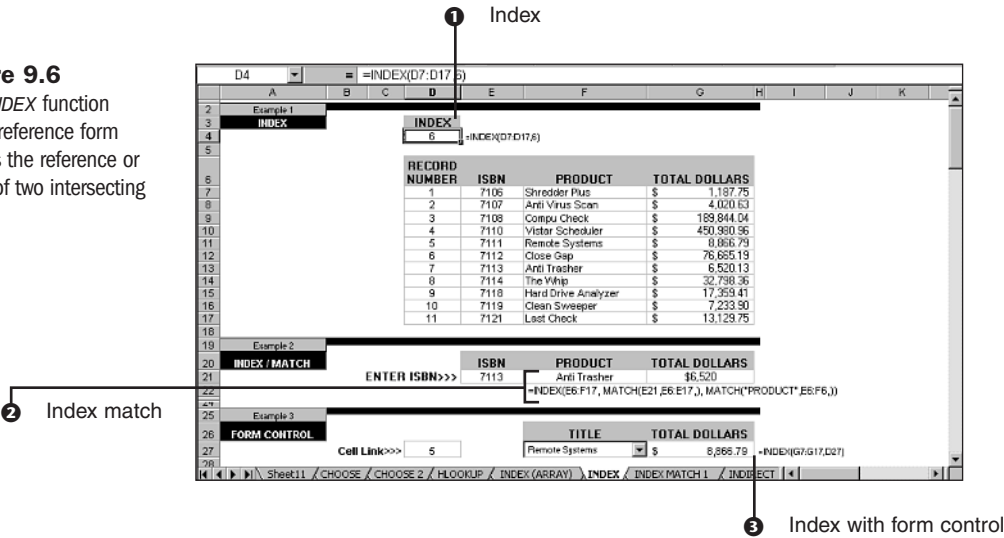 1 Index
re 9.6
NDEX function
reference form
s the reference or
of two intersecting
D4 = =INDEX(D7:D17,6)
A B C D E F G H I J K
2 Example 1
3 INDEX INDEX
4 6 =INDEX(D7:D17,6)
5
RECORD
6 NUMBER ISBN PRODUCT TOTAL DOLLARS
7 1 7106 Shredder Plus $ 1,187.75
8 2 7107 Anti Virus Scan $ 4,020.63
9 3 7108 Compu Check $ 189,844.04
10 4 7110 Vistar Scheduler $ 450,980.96
11 5 7111 Remote Systems $ 8,866.79
12 6 7112 Close Gap $ 76,665.19
13 7 7113 Anti Trasher $ 6,520.13
14 8 7114 The Whip $ 32,798.36
15 9 7118 Hard Drive Analyzer $ 17,359.41
16 10 7119 Clean Sweeper $ 7,233.90
17 11 7121 Last Check $ 13,129.75
18
19 Example 2
20 INDEX / MATCH ISBN PRODUCT TOTAL DOLLARS
21 ENTER ISBN>>> 7113 Anti Trasher $6,520
22 =INDEX(E6:F17, MATCH(E21,E6:E17,), MATCH("PRODUCT",E6:F6,))
2 Index match
25 Example 3
26 FORM CONTROL TITLE TOTAL DOLLARS
27 Cell Link>>> 5 Remote Systems $ 8,866.79 =INDEX(G7:G17,D27)
28
Sheet11 CHOOSE CHOOSE 2 HLOOKUP INDEX (ARRAY) INDEX INDEX MATCH 1 INDIRECT
3 Index with form control